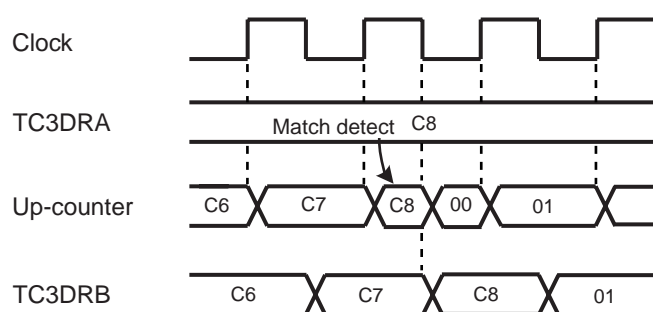 Clock
TC3DRA
Match detect C8
Up-counter C6 C7 C8 00 01
TC3DRB C6 C7 C8 01